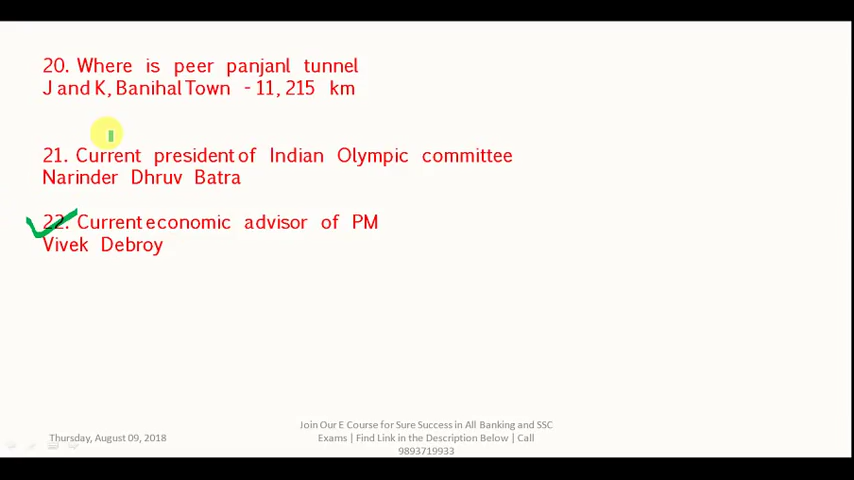 20. Where is peer panjanl tunnel
J and K, Banihal Town - 11, 215 km
21. Current president of Indian Olympic committee
Narinder Dhruv Batra
22. Current economic advisor of PM
Vivek Debroy
Join Our E Course for Sure Success in All Banking and SSC
Thursday, August 09, 2018
Exams | Find Link in the Description Below | Call
9893719933